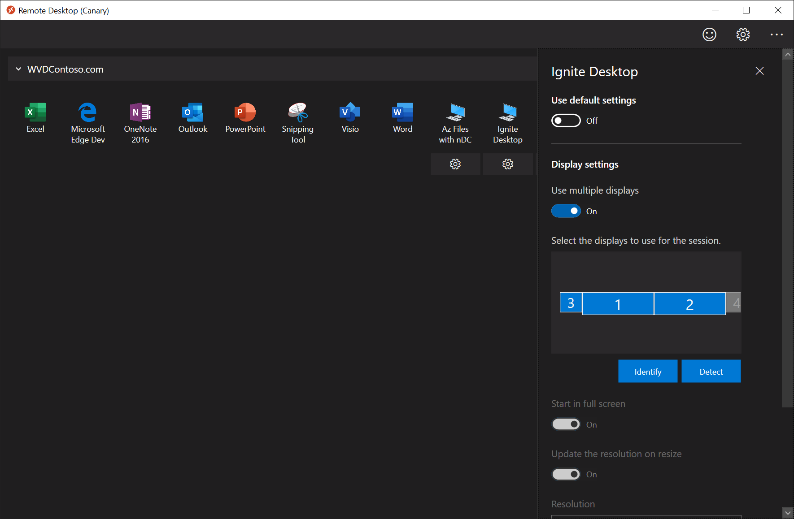 Remote Desktop (Canary)
WVDContoso.com
Excel
Microsoft
Edge Dev
OneNote
2016
Outlook
PowerPoint
Snipping
Tool
Visio
Word
Az Files
with nDC
Ignite
Desktop
Ignite Desktop
Use default settings
Off
Display settings
Use multiple displays
On
Select the displays to use for the session.
3 1 2 4
Identify Detect
Start in full screen
On
Update the resolution on resize
On
Resolution